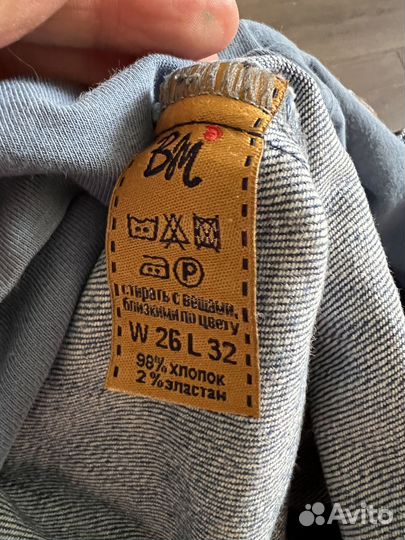 BM
P
СТИРАТЬ С ВЕЩАМИ,
БЛИЗКИМИ ПО ЦВЕТУ
W 26 L 32
98% ХЛОПОК
2% ЭЛАСТАН
Avito